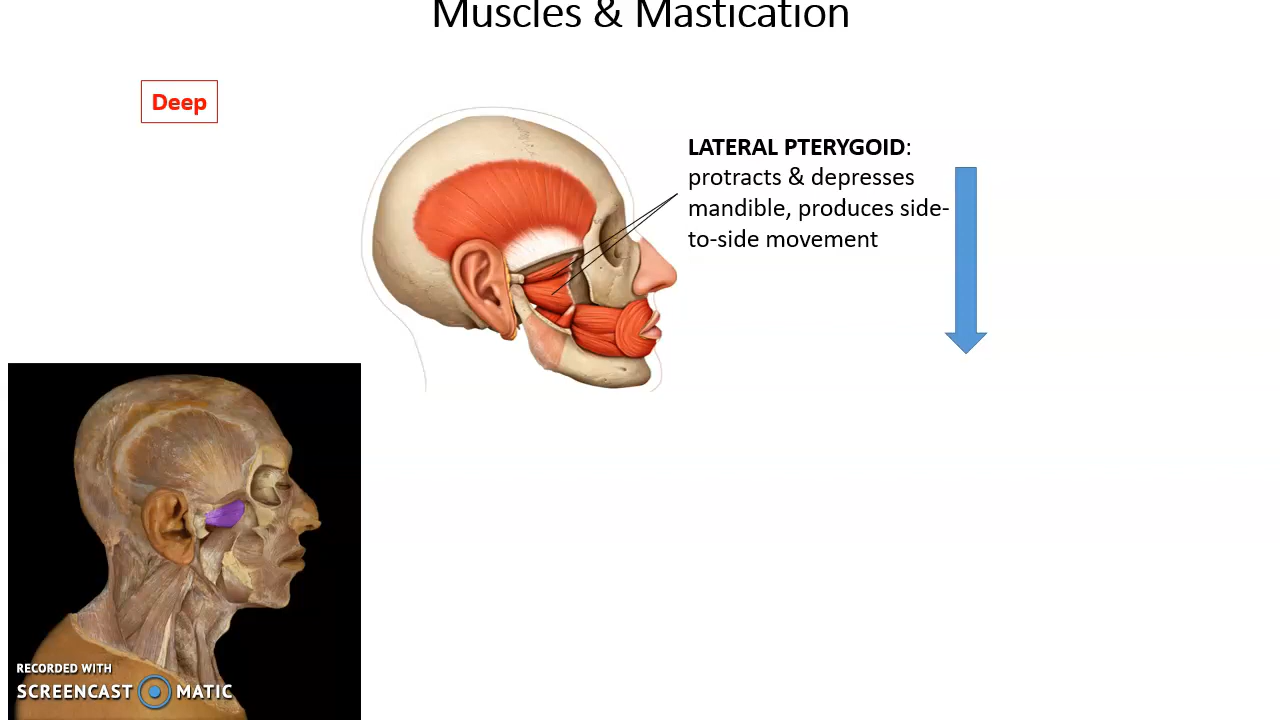 Muscles & Mastication
Deep
LATERAL PTERYGOID:
protracts & depresses
mandible, produces side-
to-side movement
RECORDED WITH
SCREENCAST MATIC